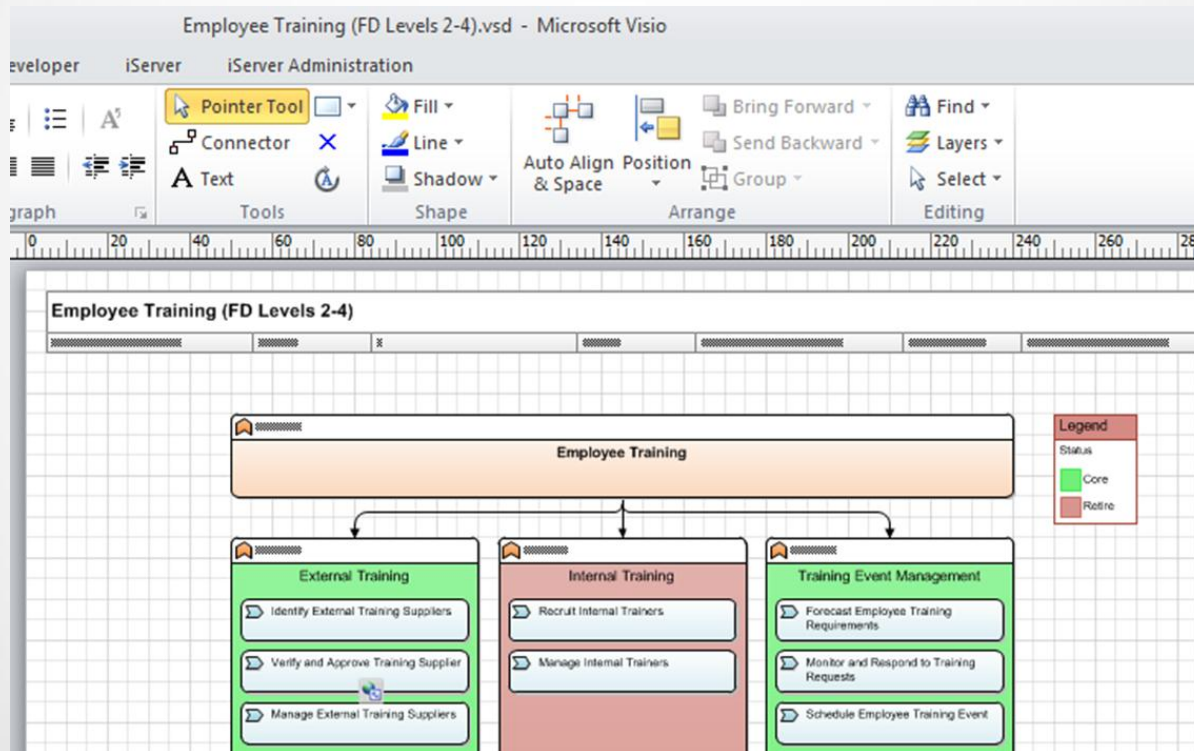 Employee Training (FD Levels 2-4).vsd - Microsoft Visio
eveloper iServer iServer Administration
Pointer Tool Fill Bring Forward Find
Connector Line Auto Align & Space Position Send Backward Layers
A Text Shadow Group Select
graph Tools Shape Arrange Editing
0 20 40 60 80 100 120 140 160 180 200 220 240 260 28
Employee Training (FD Levels 2-4)
Employee Training
Legend
Status
Core
Retire
External Training
Identify External Training Suppliers
Verify and Approve Training Supplier
Manage External Training Suppliers
Internal Training
Recruit Internal Trainers
Manage Internal Trainers
Training Event Management
Forecast Employee Training
Requirements
Monitor and Respond to Training
Requests
Schedule Employee Training Event